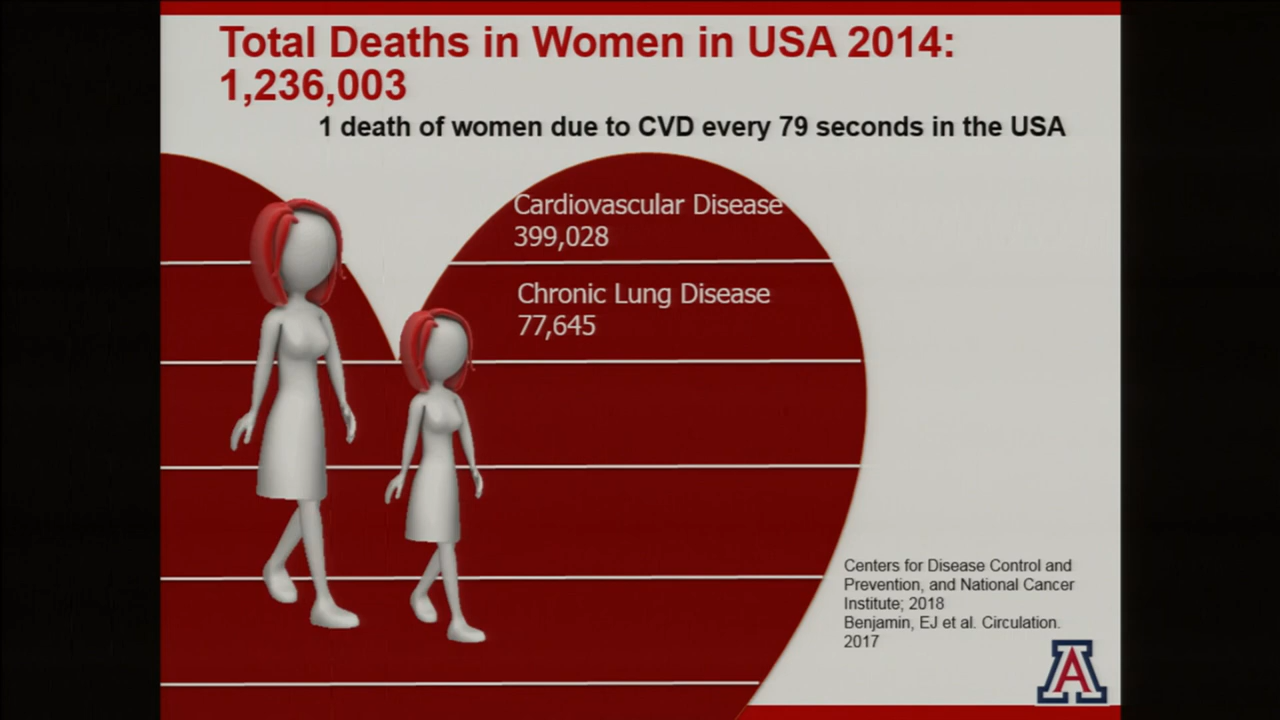 Total Deaths in Women in USA 2014:
1,236,003
1 death of women due to CVD every 79 seconds in the USA
Cardiovascular Disease
399,028
Chronic Lung Disease
77,645
Centers for Disease Control and
Prevention, and National Cancer
Institute; 2018
Benjamin, EJ et al. Circulation.
2017
A